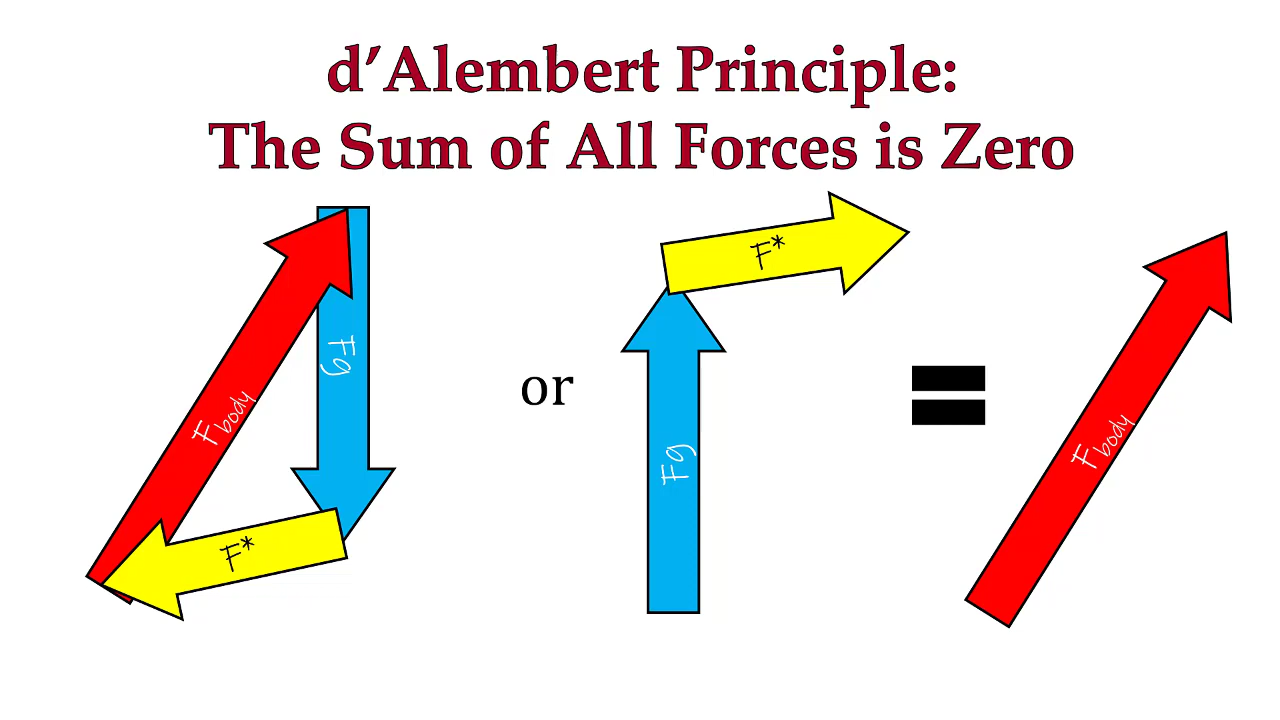 d’Alembert Principle:
The Sum of All Forces is Zero
Fbody
Fg
F*
or
F*
Fg
=
Fbody